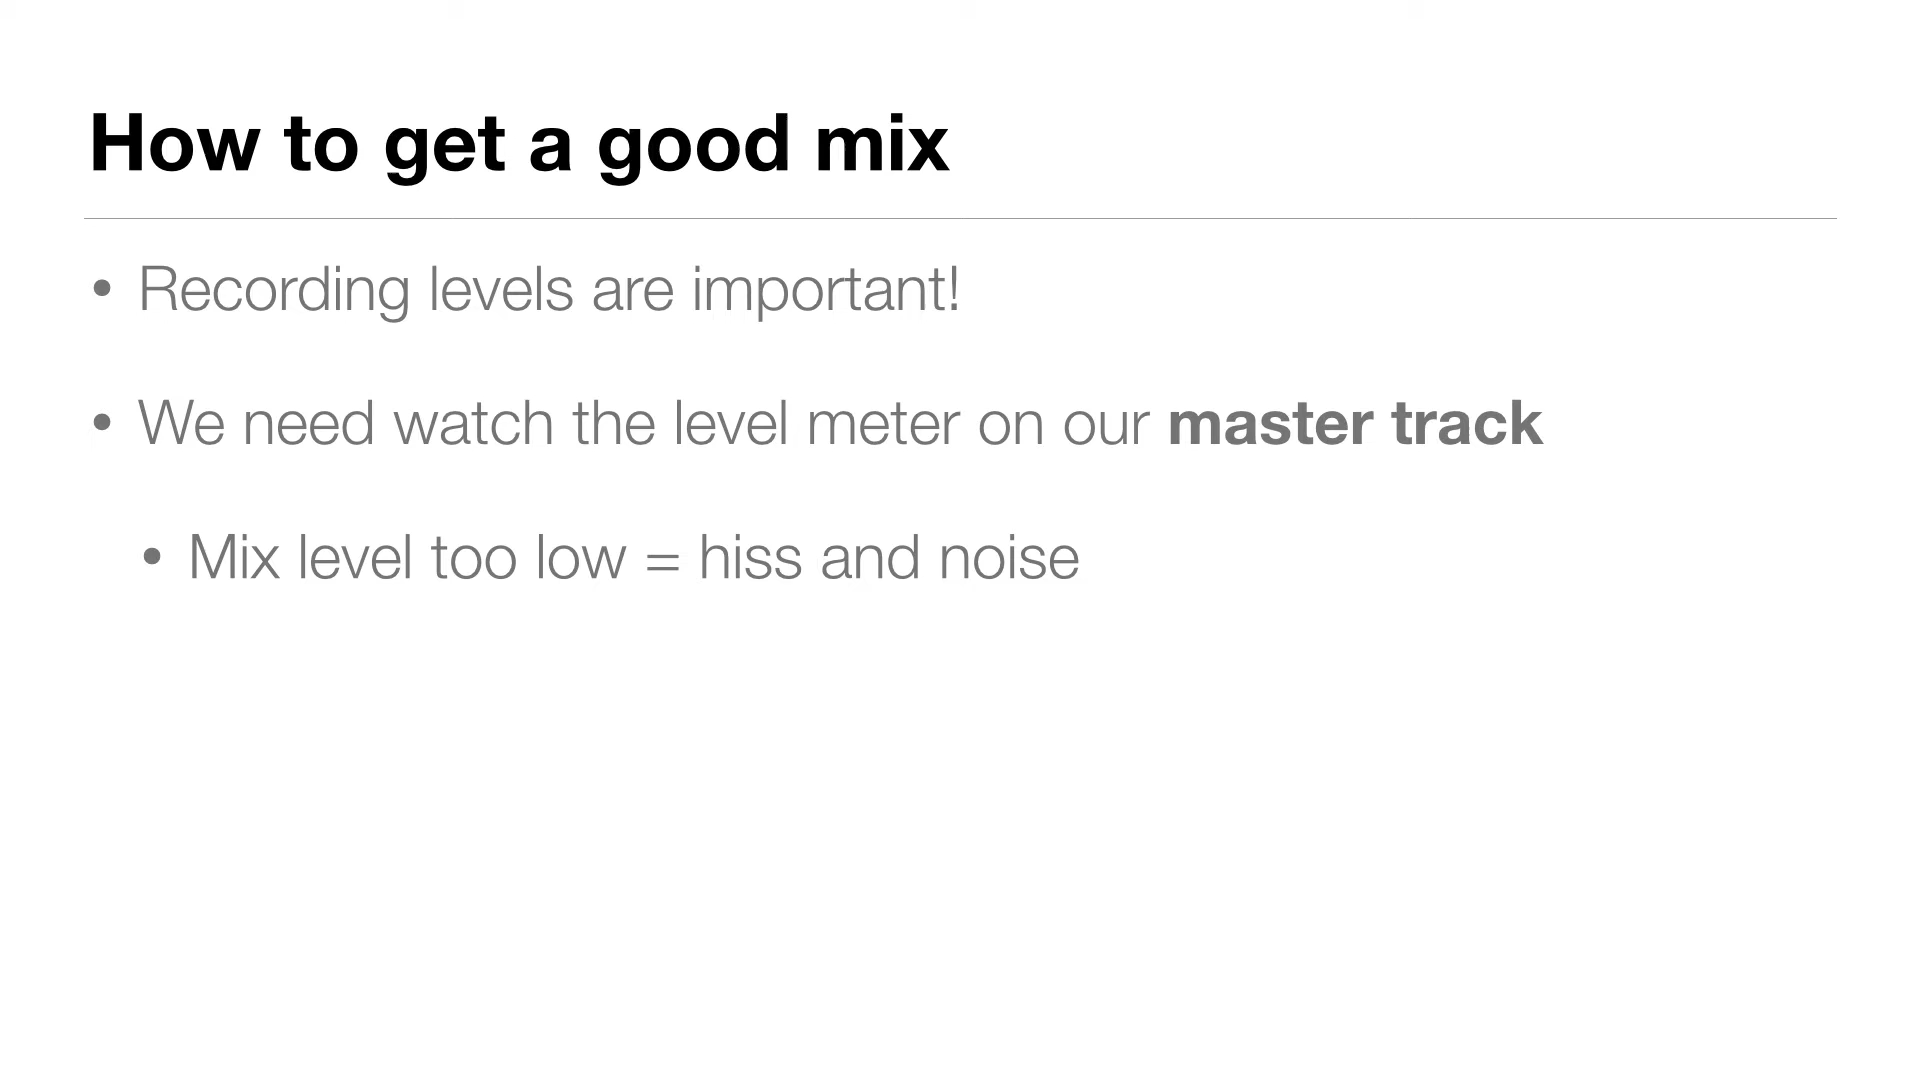 How to get a good mix
• Recording levels are important!
• We need watch the level meter on our master track
• Mix level too low = hiss and noise